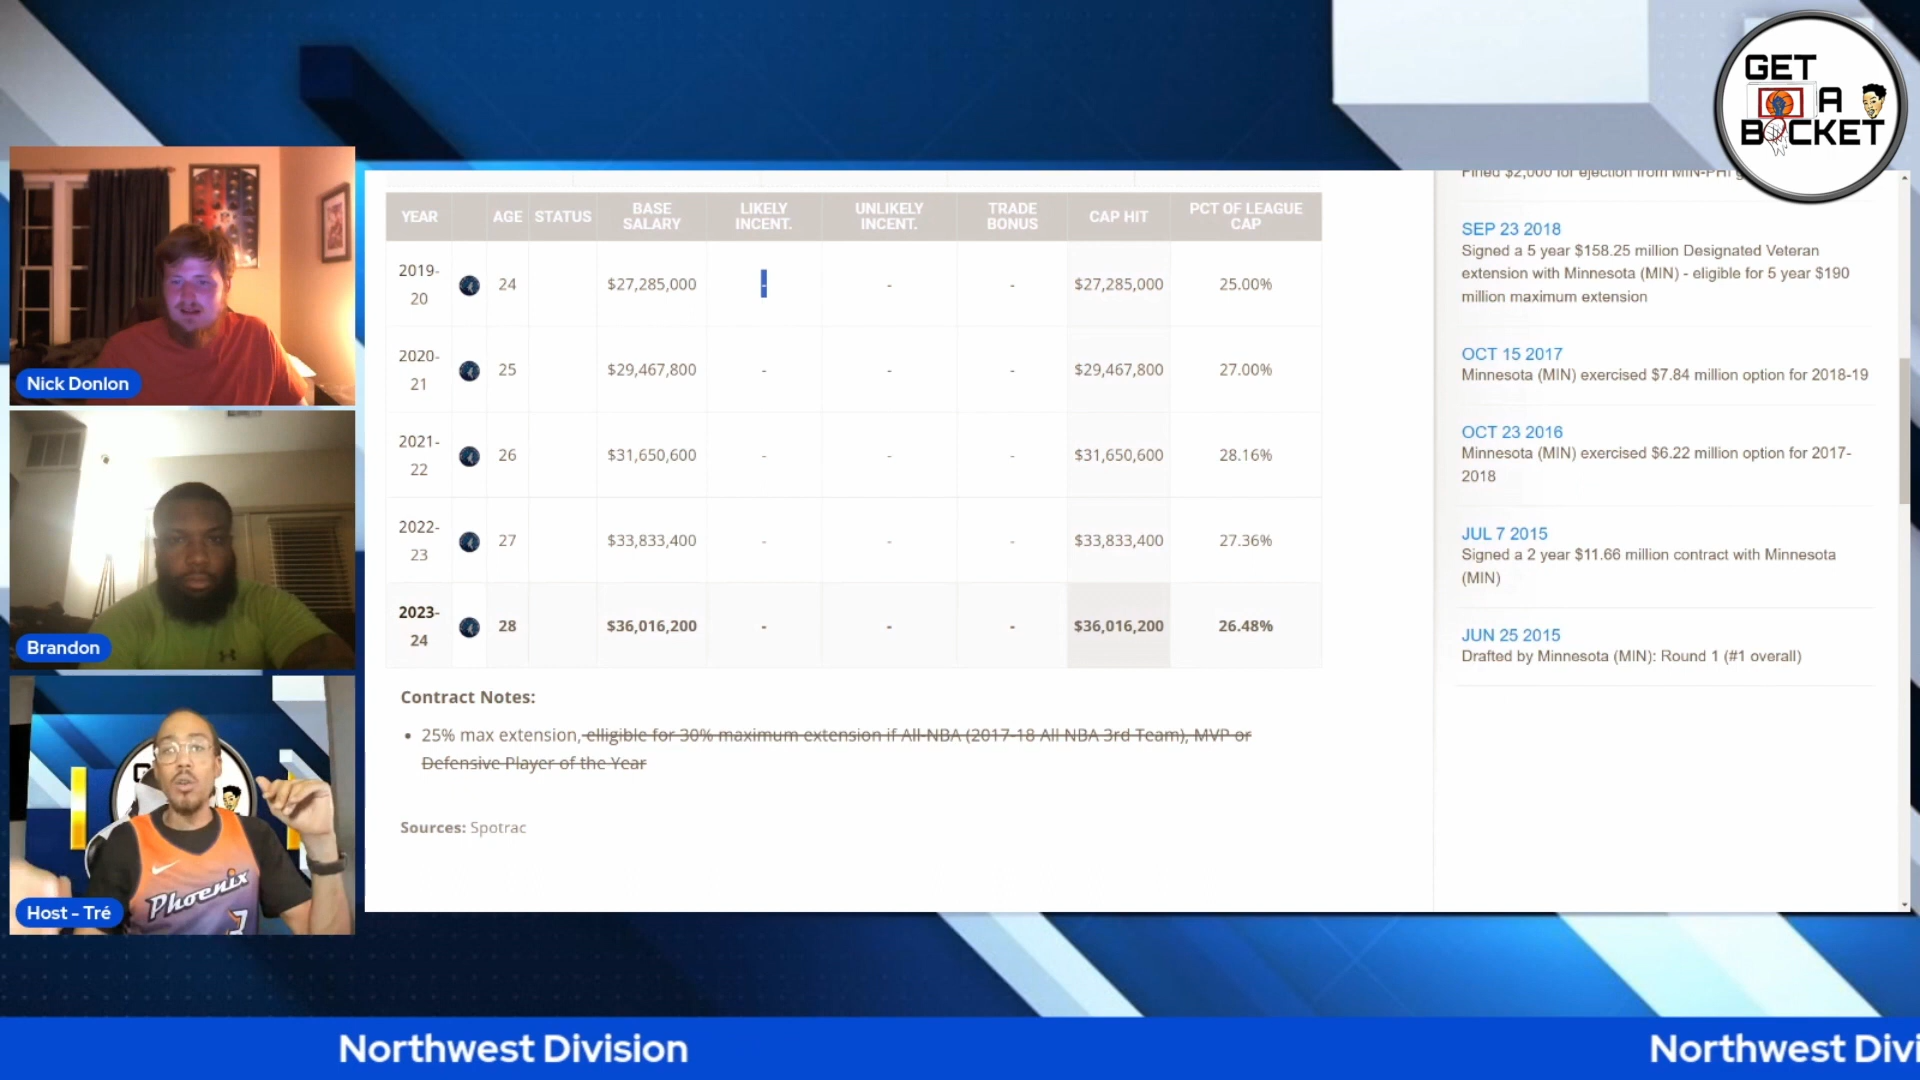 GET
A
BUCKET
Nick Donlon
Brandon
Phoenix
3
Host - Tré
YEAR AGE STATUS BASE SALARY LIKELY INCENT. UNLIKELY INCENT. TRADE BONUS CAP HIT PCT OF LEAGUE CAP
2019-20 24 $27,285,000 - - - $27,285,000 25.00%
2020-21 25 $29,467,800 - - - $29,467,800 27.00%
2021-22 26 $31,650,600 - - - $31,650,600 28.16%
2022-23 27 $33,833,400 - - - $33,833,400 27.36%
2023-24 28 $36,016,200 - - - $36,016,200 26.48%
Contract Notes:
• 25% max extension, elligible for 30% maximum extension if All-NBA (2017-18 All NBA 3rd Team), MVP or
Defensive Player of the Year
Sources: Spotrac
Fined $2,000 for ejection from MIN-PHI
SEP 23 2018
Signed a 5 year $158.25 million Designated Veteran
extension with Minnesota (MIN) - eligible for 5 year $190
million maximum extension
OCT 15 2017
Minnesota (MIN) exercised $7.84 million option for 2018-19
OCT 23 2016
Minnesota (MIN) exercised $6.22 million option for 2017-
2018
JUL 7 2015
Signed a 2 year $11.66 million contract with Minnesota
(MIN)
JUN 25 2015
Drafted by Minnesota (MIN): Round 1 (#1 overall)
Northwest Division Northwest Divi